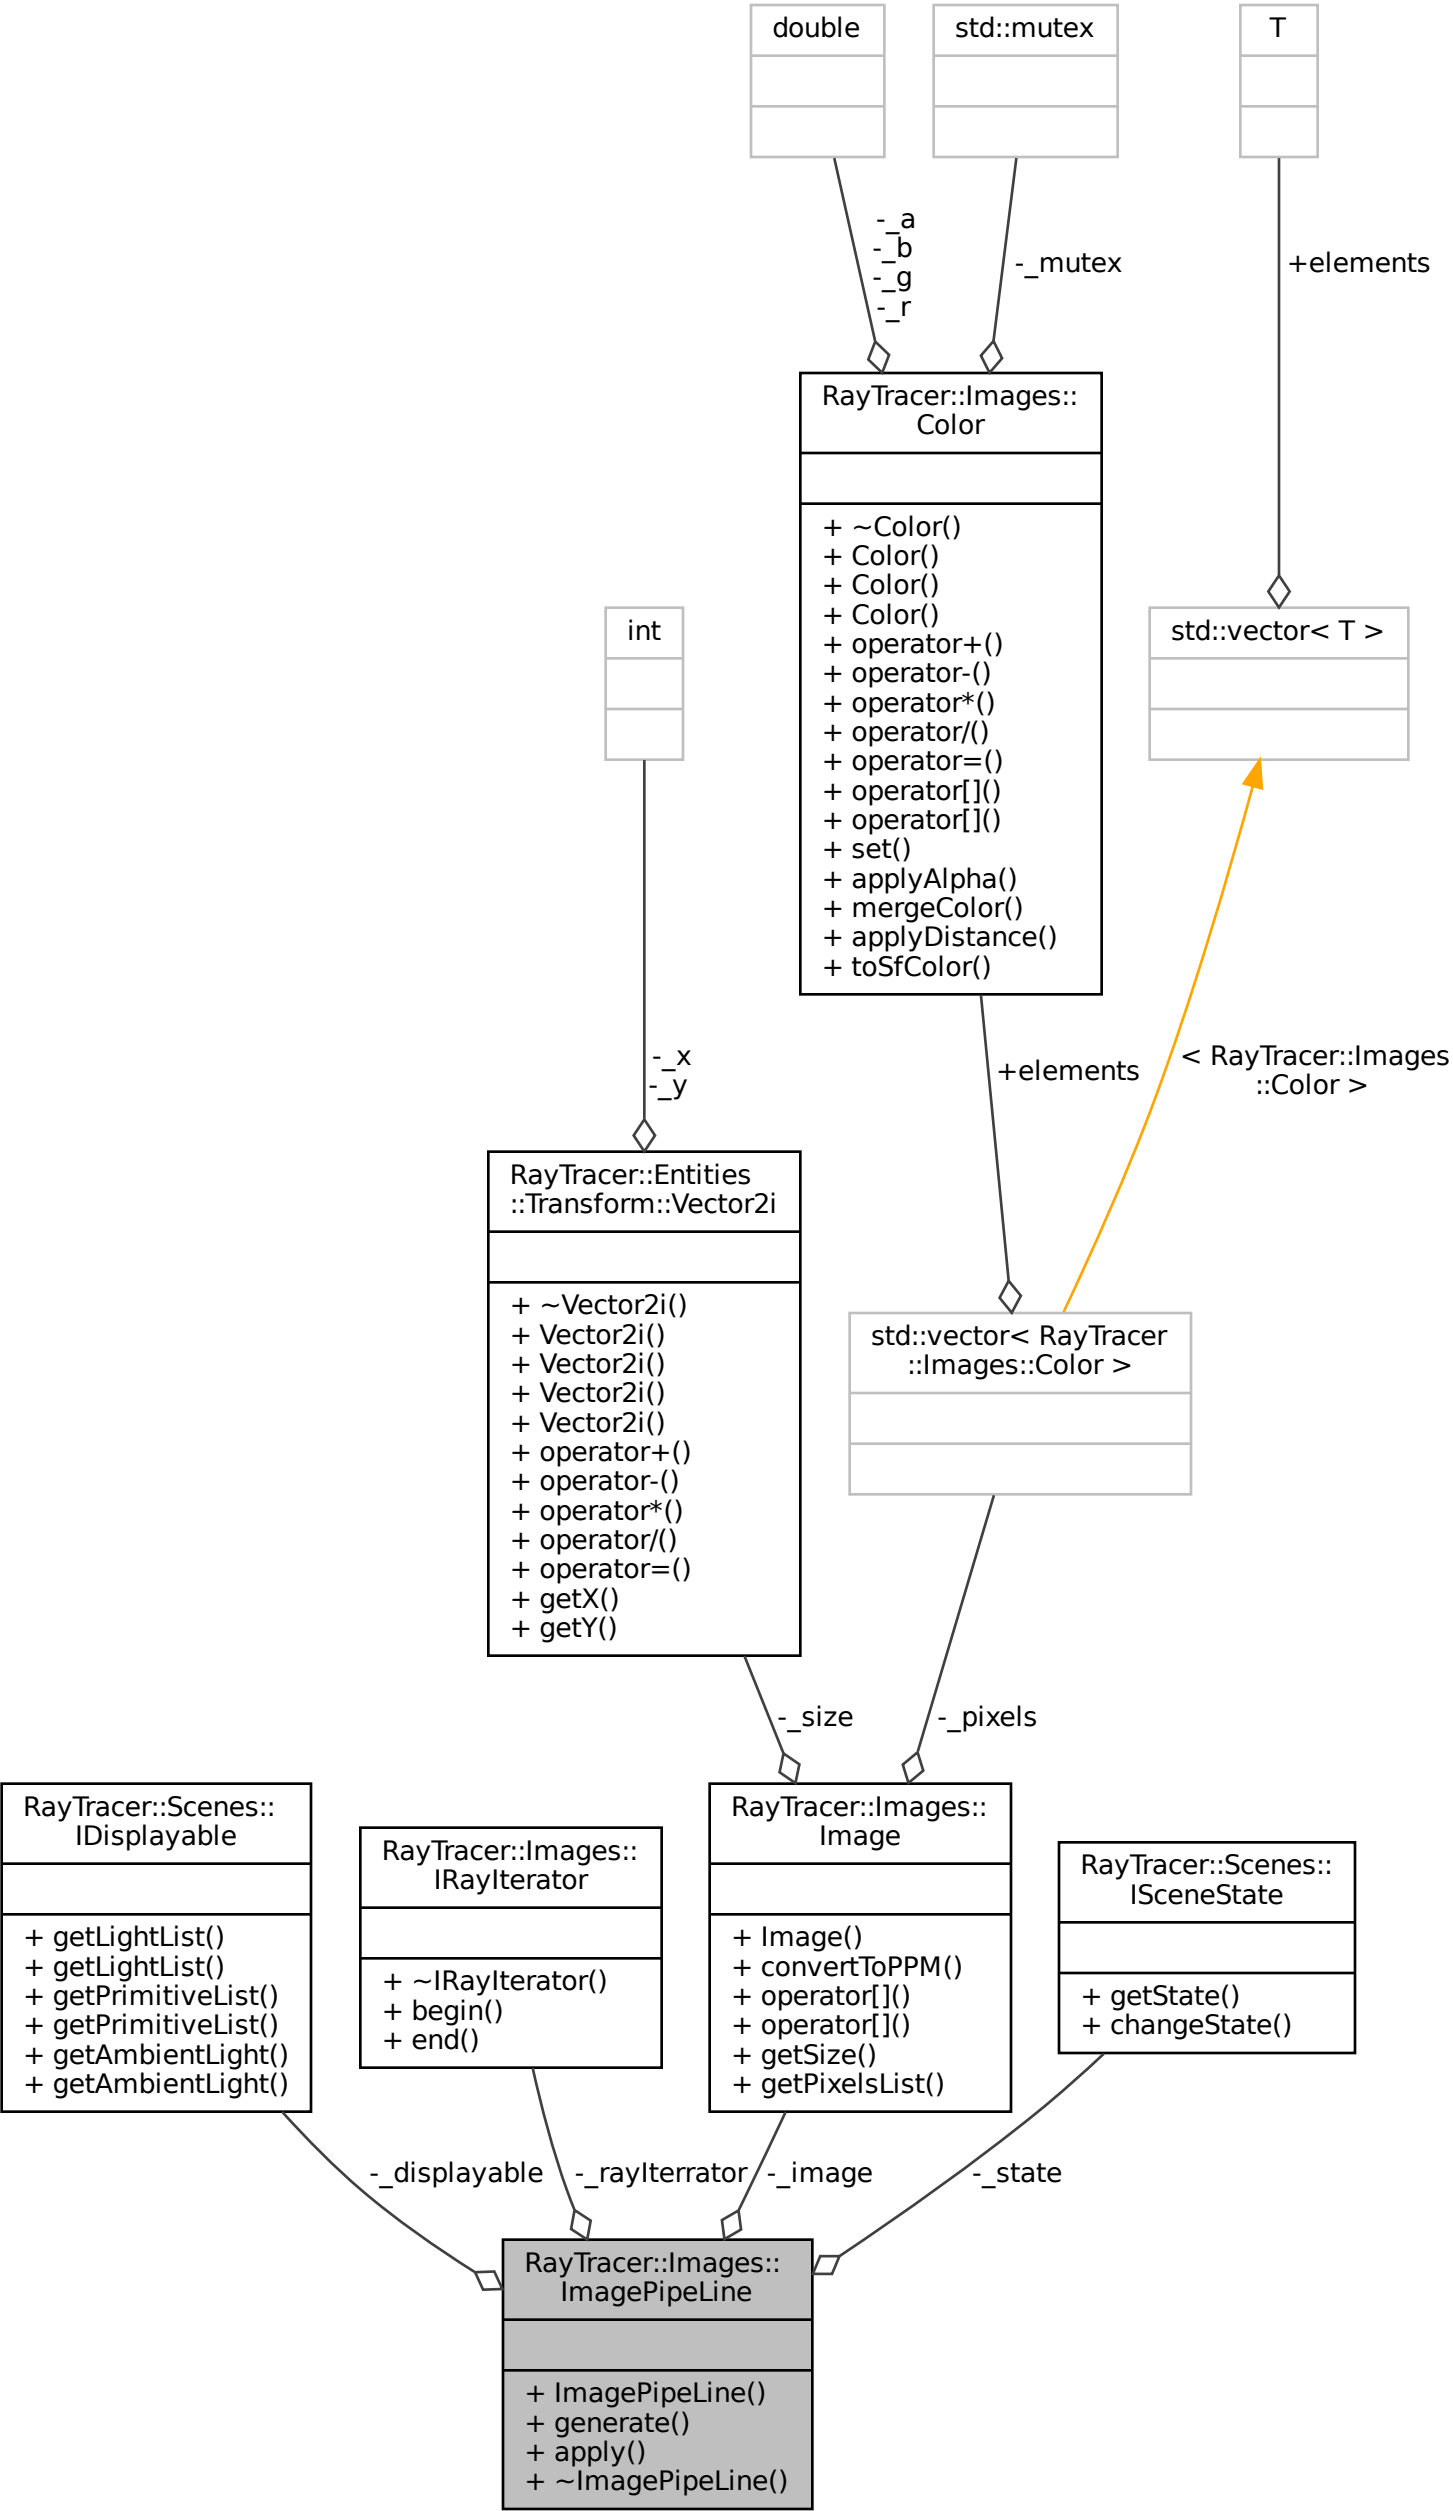 double
std::mutex
T
-_a
-_b
-_g
-_r
-_mutex
+elements
RayTracer::Images::
Color
+ ~Color()
+ Color()
+ Color()
+ Color()
+ operator+()
+ operator-()
+ operator*()
+ operator/()
+ operator=()
+ operator[]()
+ operator[]()
+ set()
+ applyAlpha()
+ mergeColor()
+ applyDistance()
+ toSfColor()
int
std::vector< T >
-_x
-_y
+elements
< RayTracer::Images
::Color >
RayTracer::Entities
::Transform::Vector2i
+ ~Vector2i()
+ Vector2i()
+ Vector2i()
+ Vector2i()
+ Vector2i()
+ operator+()
+ operator-()
+ operator*()
+ operator/()
+ operator=()
+ getX()
+ getY()
std::vector< RayTracer
::Images::Color >
-_size
-_pixels
RayTracer::Scenes::
IDisplayable
+ getLightList()
+ getLightList()
+ getPrimitiveList()
+ getPrimitiveList()
+ getAmbientLight()
+ getAmbientLight()
RayTracer::Images::
IRayIterator
+ ~IRayIterator()
+ begin()
+ end()
RayTracer::Images::
Image
+ Image()
+ convertToPPM()
+ operator[]()
+ operator[]()
+ getSize()
+ getPixelsList()
RayTracer::Scenes::
ISceneState
+ getState()
+ changeState()
-_displayable
-_rayIterrator
-_image
-_state
RayTracer::Images::
ImagePipeLine
+ ImagePipeLine()
+ generate()
+ apply()
+ ~ImagePipeLine()